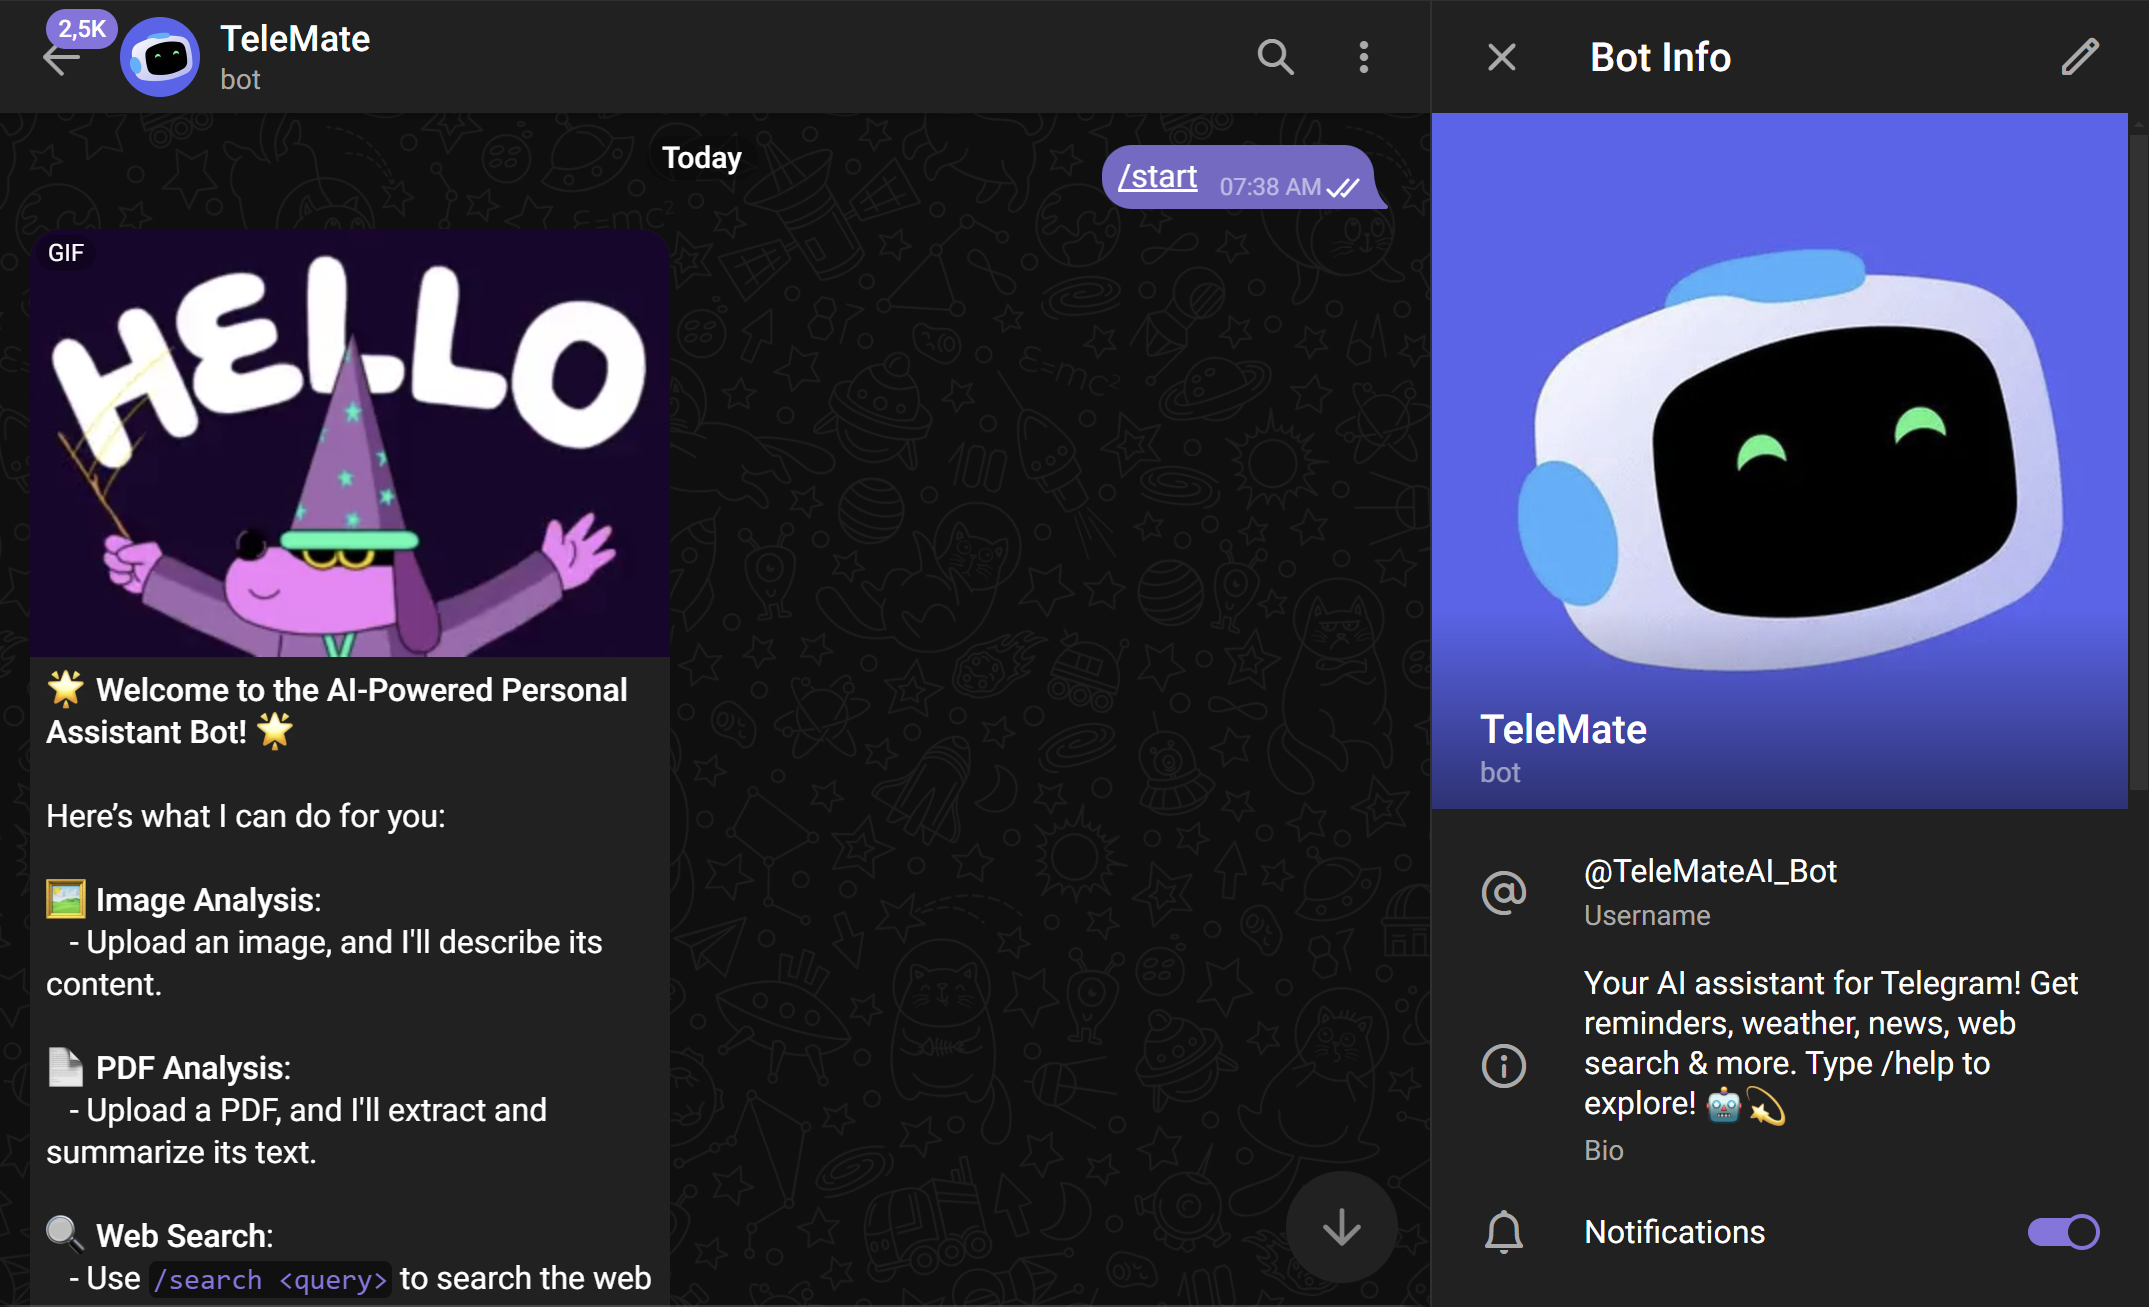 2,5K
TeleMate
bot
Today
/start 07:38 AM
GIF
HELLO
🌟 Welcome to the AI-Powered Personal
Assistant Bot! 🌟
Here’s what I can do for you:
🖼️ Image Analysis:
- Upload an image, and I'll describe its
content.
📄 PDF Analysis:
- Upload a PDF, and I'll extract and
summarize its text.
🔍 Web Search:
- Use /search <query> to search the web
Bot Info
TeleMate
bot
@TeleMateAI_Bot
Username
Your AI assistant for Telegram! Get
reminders, weather, news, web
search & more. Type /help to
explore! 🤖💫
Bio
Notifications